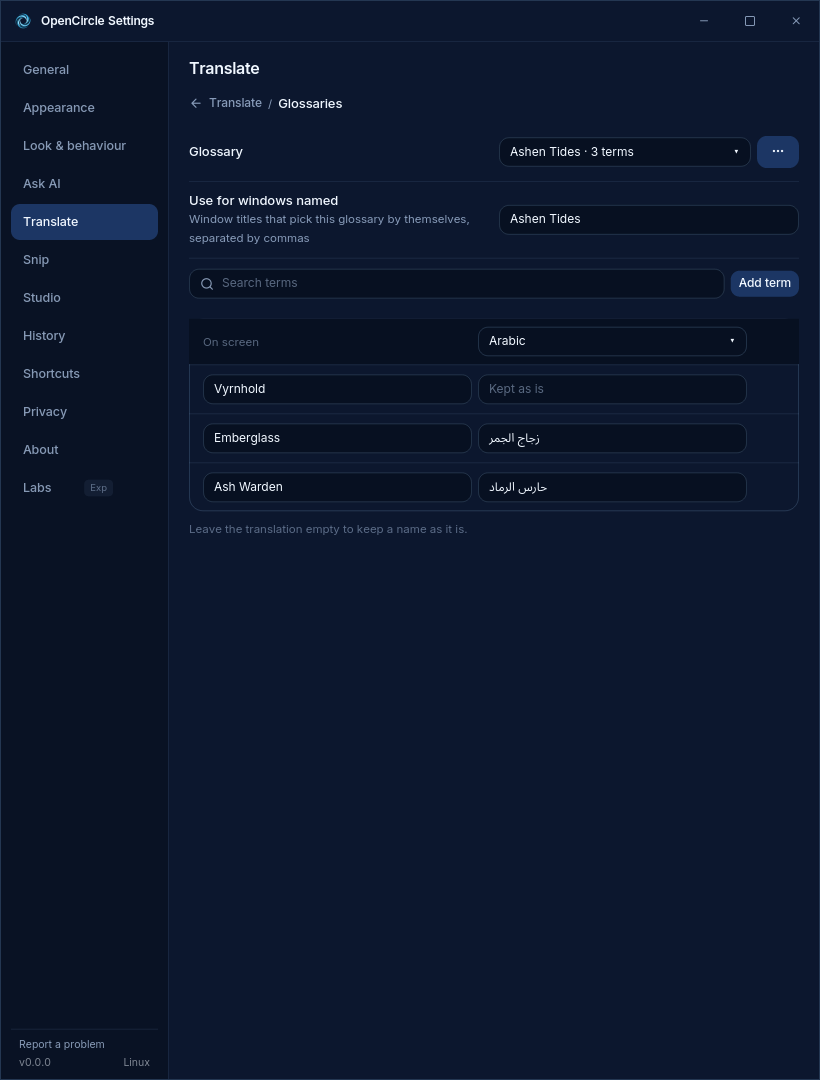 OpenCircle Settings
General
Appearance
Look & behaviour
Ask AI
Translate
Snip
Studio
History
Shortcuts
Privacy
About
Labs Exp
Report a problem
v0.0.0 Linux
Translate
Translate / Glossaries
Glossary
Ashen Tides · 3 terms
Use for windows named
Window titles that pick this glossary by themselves,
separated by commas
Ashen Tides
Search terms
Add term
On screen
Arabic
Vyrnhold
Kept as is
Emberglass
زجاج الجمر
Ash Warden
حارس الرماد
Leave the translation empty to keep a name as it is.